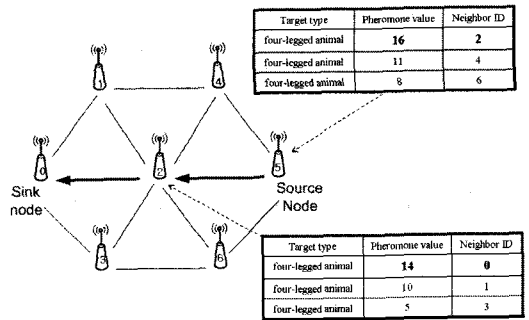 Target type Pheromone value Neighbor ID
four-legged animal 16 2
four-legged animal 11 4
four-legged animal 8 6
1
4
0
2
5
Sink
node
Source
Node
3
6
Target type Pheromone value Neighbor ID
four-legged animal 14 0
four-legged animal 10 1
four-legged animal 5 3